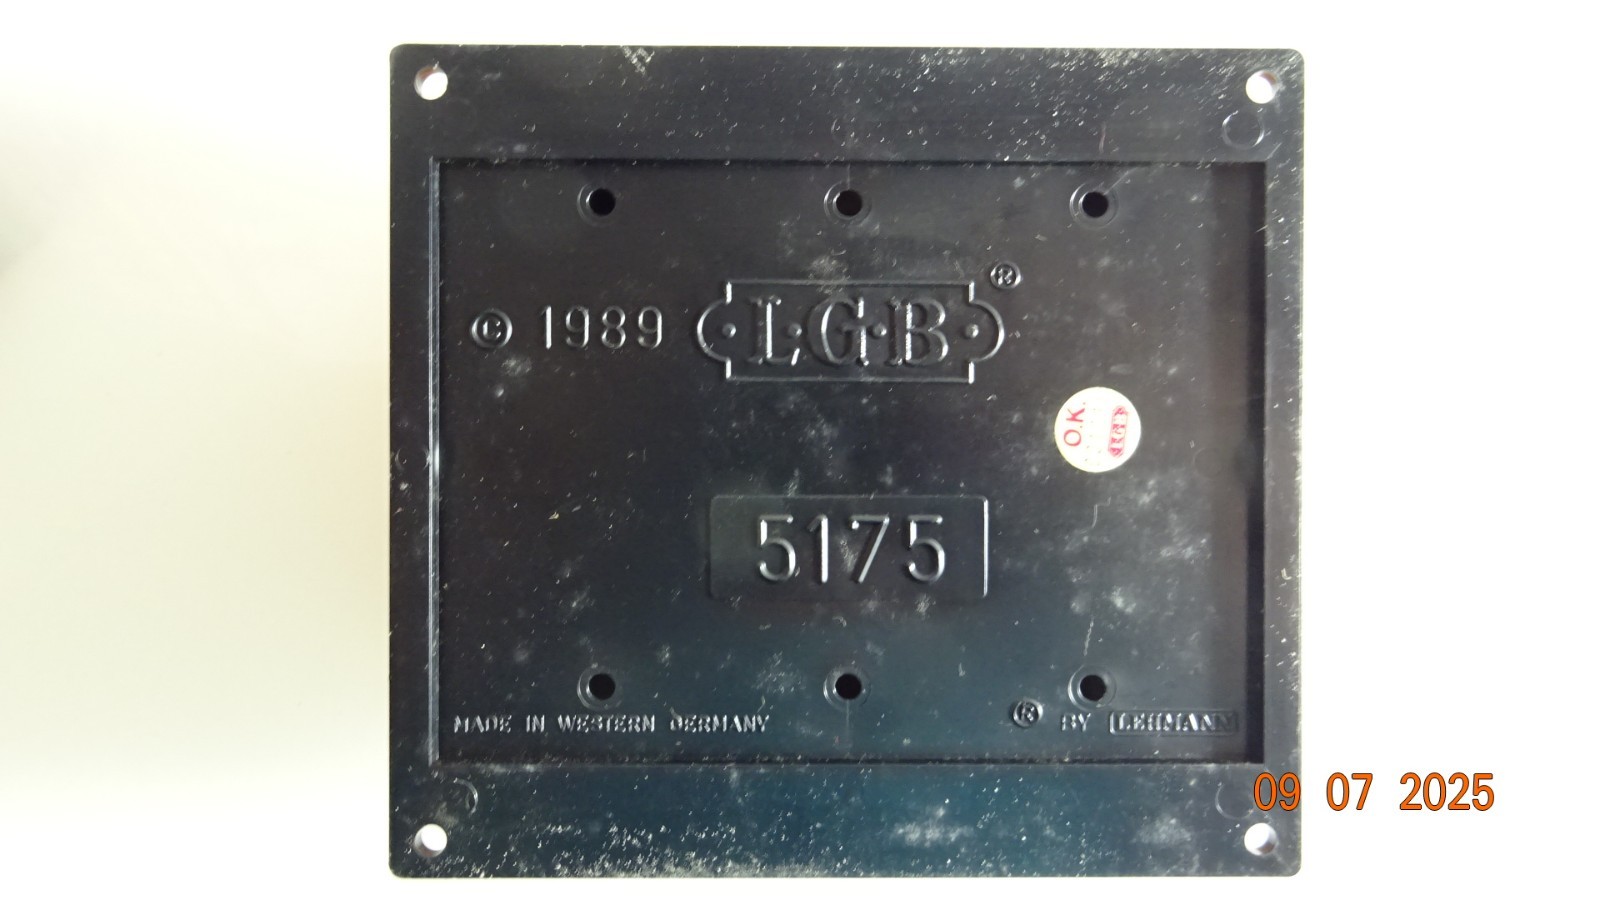 © 1989 L·G·B ®
O.K.
5175
MADE IN WESTERN GERMANY
® BY LEHMANN
09 07 2025